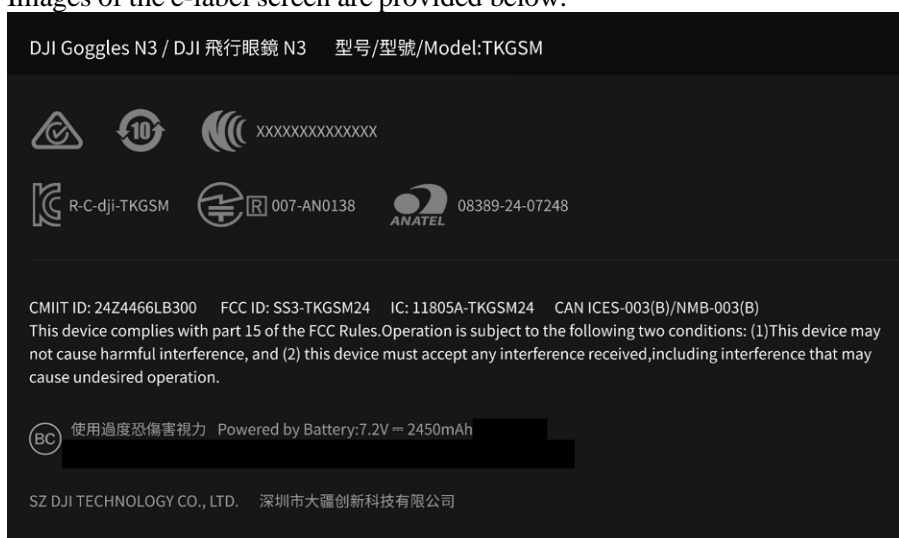 Images of the e-label screen are provided below:
DJI Goggles N3 / DJI 飛行眼鏡 N3 型号/型號/Model:TKGSM
10 XXXXXXXXXXXXXX
R-C-dji-TKGSM R 007-AN0138 ANATEL 08389-24-07248
CMIIT ID: 24Z4466LB300 FCC ID: SS3-TKGSM24 IC: 11805A-TKGSM24 CAN ICES-003(B)/NMB-003(B)
This device complies with part 15 of the FCC Rules.Operation is subject to the following two conditions: (1)This device may
not cause harmful interference, and (2) this device must accept any interference received,including interference that may
cause undesired operation.
BC 使用過度恐傷害視力 Powered by Battery:7.2V ⎓ 2450mAh
SZ DJI TECHNOLOGY CO., LTD. 深圳市大疆创新科技有限公司